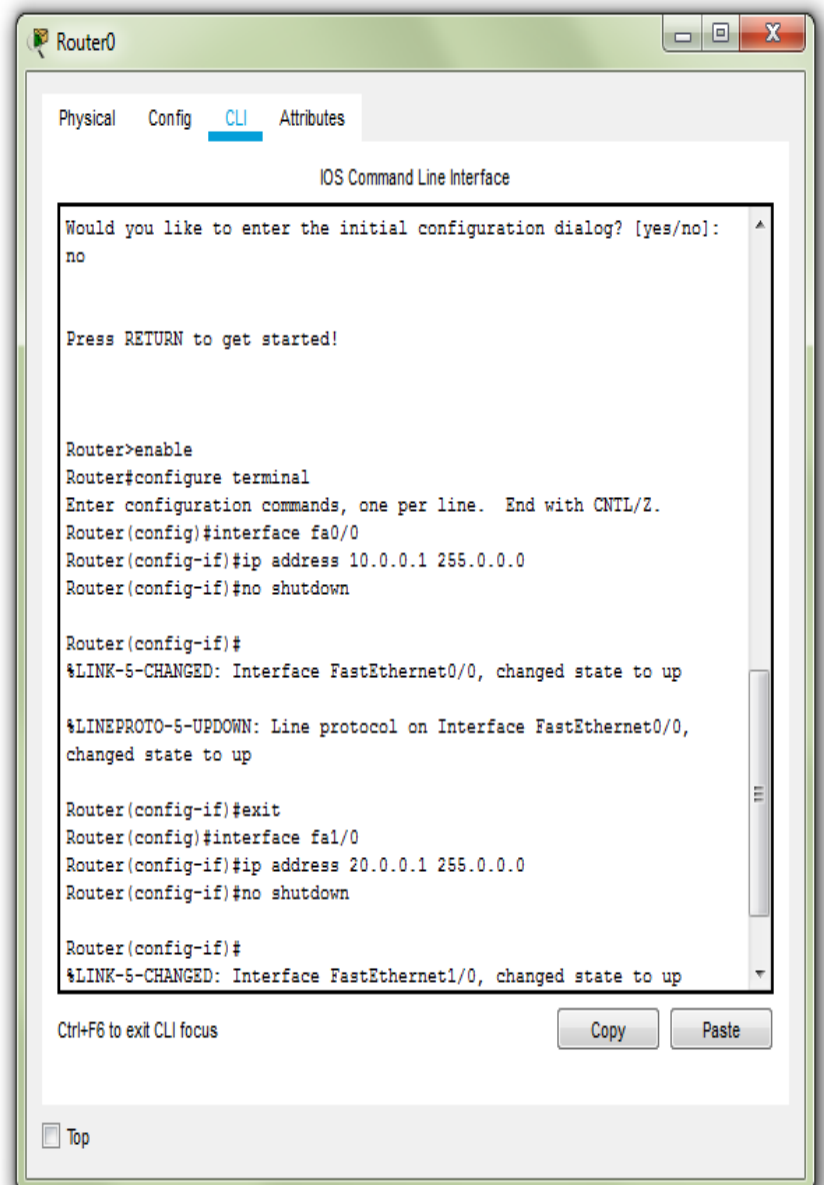 Router0
Physical Config CLI Attributes
IOS Command Line Interface
Would you like to enter the initial configuration dialog? [yes/no]:
no
Press RETURN to get started!
Router>enable
Router#configure terminal
Enter configuration commands, one per line.  End with CNTL/Z.
Router(config)#interface fa0/0
Router(config-if)#ip address 10.0.0.1 255.0.0.0
Router(config-if)#no shutdown
Router(config-if)#
%LINK-5-CHANGED: Interface FastEthernet0/0, changed state to up
%LINEPROTO-5-UPDOWN: Line protocol on Interface FastEthernet0/0,
changed state to up
Router(config-if)#exit
Router(config)#interface fa1/0
Router(config-if)#ip address 20.0.0.1 255.0.0.0
Router(config-if)#no shutdown
Router(config-if)#
%LINK-5-CHANGED: Interface FastEthernet1/0, changed state to up
Ctrl+F6 to exit CLI focus Copy Paste
Top